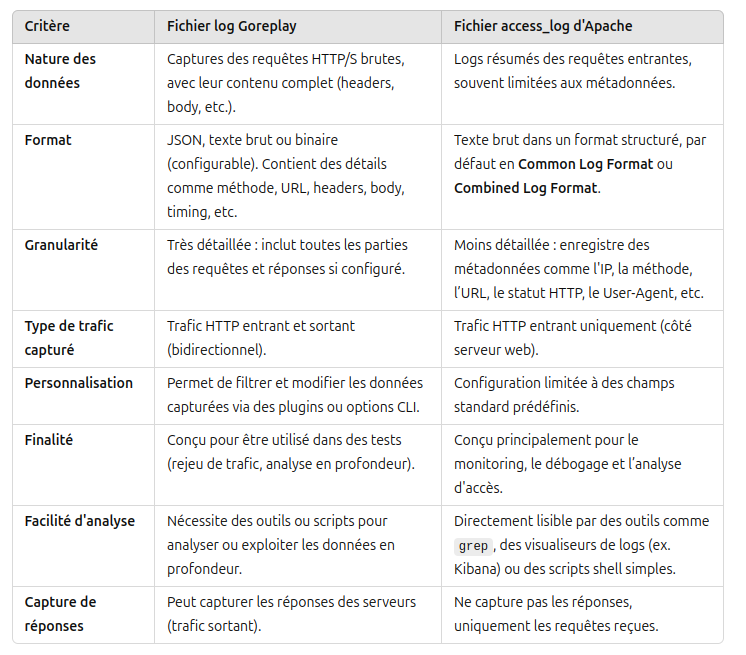 Critère
Fichier log Goreplay
Fichier access_log d'Apache
Nature des
données
Captures des requêtes HTTP/S brutes,
avec leur contenu complet (headers,
body, etc.).
Logs résumés des requêtes entrantes,
souvent limitées aux métadonnées.
Format
JSON, texte brut ou binaire
(configurable). Contient des détails
comme méthode, URL, headers, body,
timing, etc.
Texte brut dans un format structuré, par
défaut en Common Log Format ou
Combined Log Format.
Granularité
Très détaillée : inclut toutes les parties
des requêtes et réponses si configuré.
Moins détaillée : enregistre des
métadonnées comme l'IP, la méthode,
l’URL, le statut HTTP, le User-Agent, etc.
Type de trafic
capturé
Trafic HTTP entrant et sortant
(bidirectionnel).
Trafic HTTP entrant uniquement (côté
serveur web).
Personnalisation
Permet de filtrer et modifier les données
capturées via des plugins ou options CLI.
Configuration limitée à des champs
standard prédéfinis.
Finalité
Conçu pour être utilisé dans des tests
(rejeu de trafic, analyse en profondeur).
Conçu principalement pour le
monitoring, le débogage et l’analyse
d'accès.
Facilité d'analyse
Nécessite des outils ou scripts pour
analyser ou exploiter les données en
profondeur.
Directement lisible par des outils comme
grep, des visualiseurs de logs (ex.
Kibana) ou des scripts shell simples.
Capture de
réponses
Peut capturer les réponses des serveurs
(trafic sortant).
Ne capture pas les réponses,
uniquement les requêtes reçues.